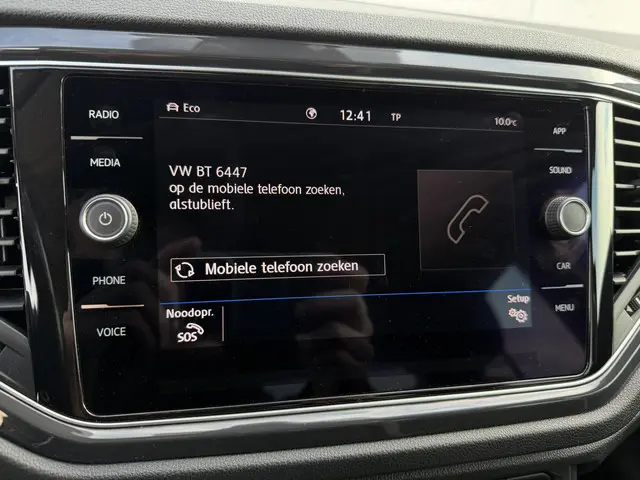 RADIO
MEDIA
PHONE
VOICE
Eco
12:41
TP
10.0°C
VW BT 6447
op de mobiele telefoon zoeken,
alstublieft.
Mobiele telefoon zoeken
Noodopr.
SOS
Setup
APP
SOUND
CAR
MENU